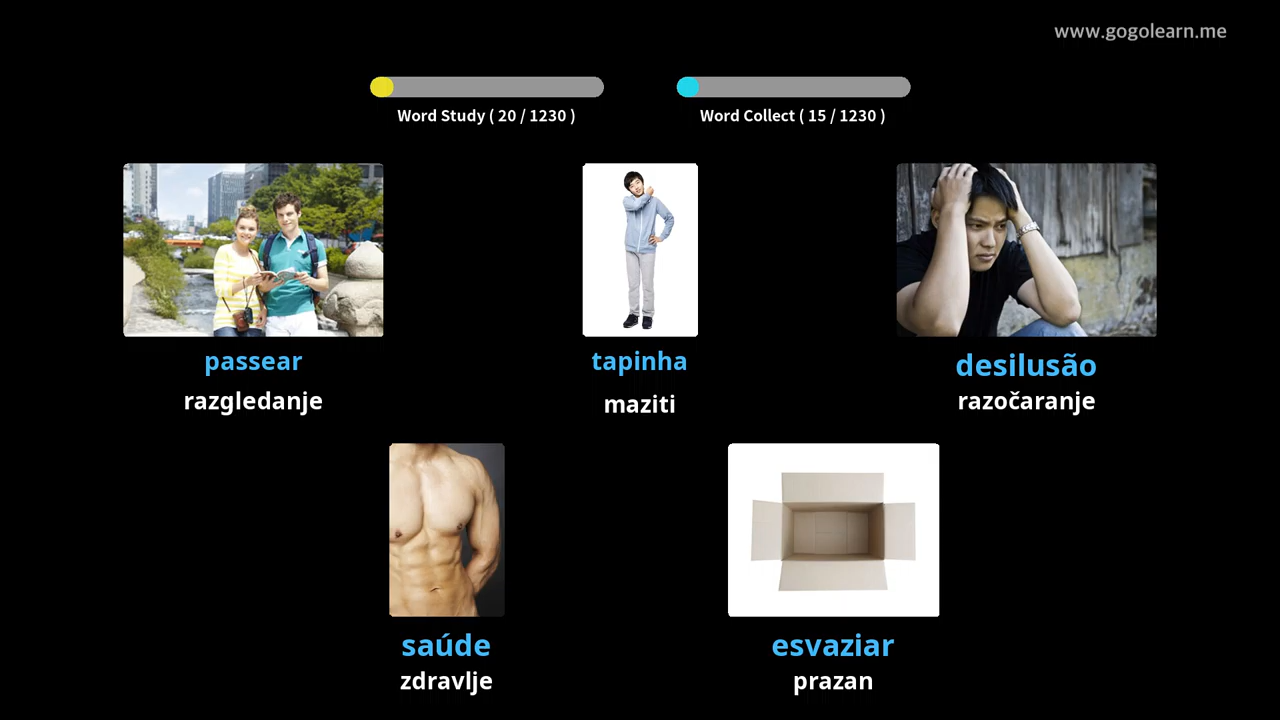 www.gogolearn.me
Word Study ( 20 / 1230 )
Word Collect ( 15 / 1230 )
passear
razgledanje
tapinha
maziti
desilusão
razočaranje
saúde
zdravlje
esvaziar
prazan